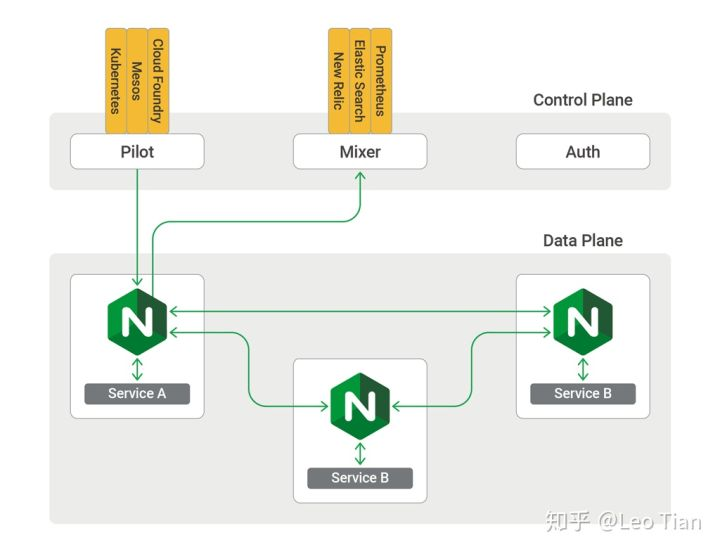 Kubernetes
Mesos
Cloud Foundry
New Relic
Elastic Search
Prometheus
Control Plane
Pilot
Mixer
Auth
Data Plane
N
N
Service A
Service B
N
Service B
知乎 @Leo Tian